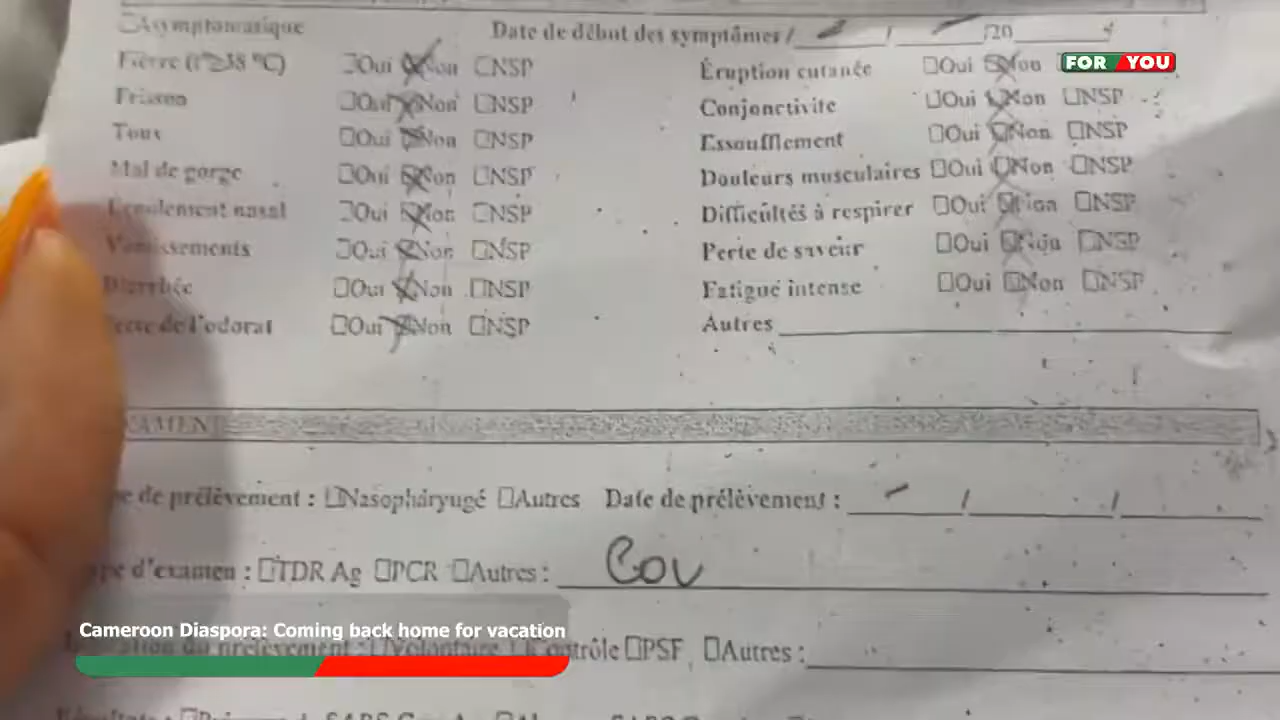 Asymptomatique Date de début des symptômes / / /20
Fièvre (t°≥38 °C) Oui Non NSP Éruption cutanée Oui Non
FOR YOU
Frisson Oui Non NSP Conjonctivite Oui Non NSP
Toux Oui Non NSP Essoufflement Oui Non NSP
Mal de gorge Oui Non NSP Douleurs musculaires Oui Non NSP
Ecoulement nasal Oui Non NSP Difficultés à respirer Oui Non NSP
Vomissements Oui Non NSP Perte de saveur Oui Non NSP
Diarrhée Oui Non NSP Fatigue intense Oui Non NSP
Perte de l'odorat Oui Non NSP Autres
de prélèvement : Nasopharyngé Autres Date de prélèvement : / /
d'examen : TDR Ag PCR Autres : Cov
Cameroon Diaspora: Coming back home for vacation
du prélèvement : Volontaire Contrôle PSF Autres :